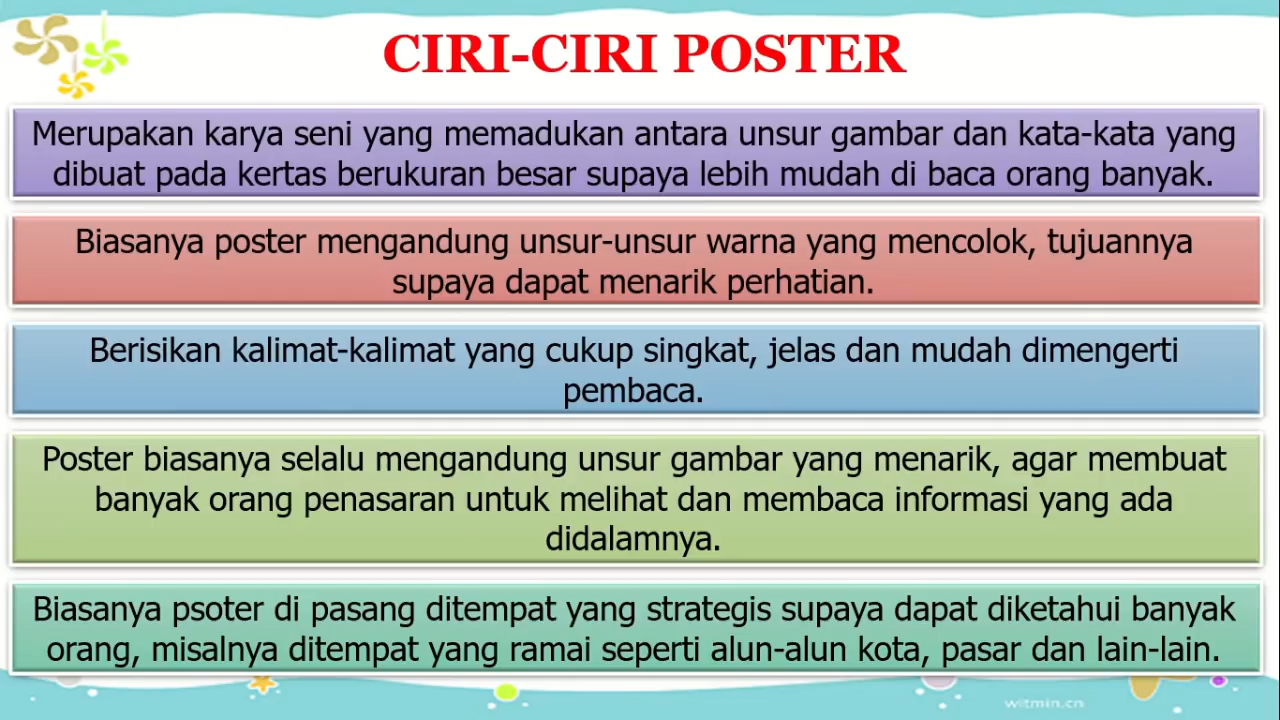 CIRI-CIRI POSTER
Merupakan karya seni yang memadukan antara unsur gambar dan kata-kata yang
dibuat pada kertas berukuran besar supaya lebih mudah di baca orang banyak.
Biasanya poster mengandung unsur-unsur warna yang mencolok, tujuannya
supaya dapat menarik perhatian.
Berisikan kalimat-kalimat yang cukup singkat, jelas dan mudah dimengerti
pembaca.
Poster biasanya selalu mengandung unsur gambar yang menarik, agar membuat
banyak orang penasaran untuk melihat dan membaca informasi yang ada
didalamnya.
Biasanya psoter di pasang ditempat yang strategis supaya dapat diketahui banyak
orang, misalnya ditempat yang ramai seperti alun-alun kota, pasar dan lain-lain.
witmin.cn